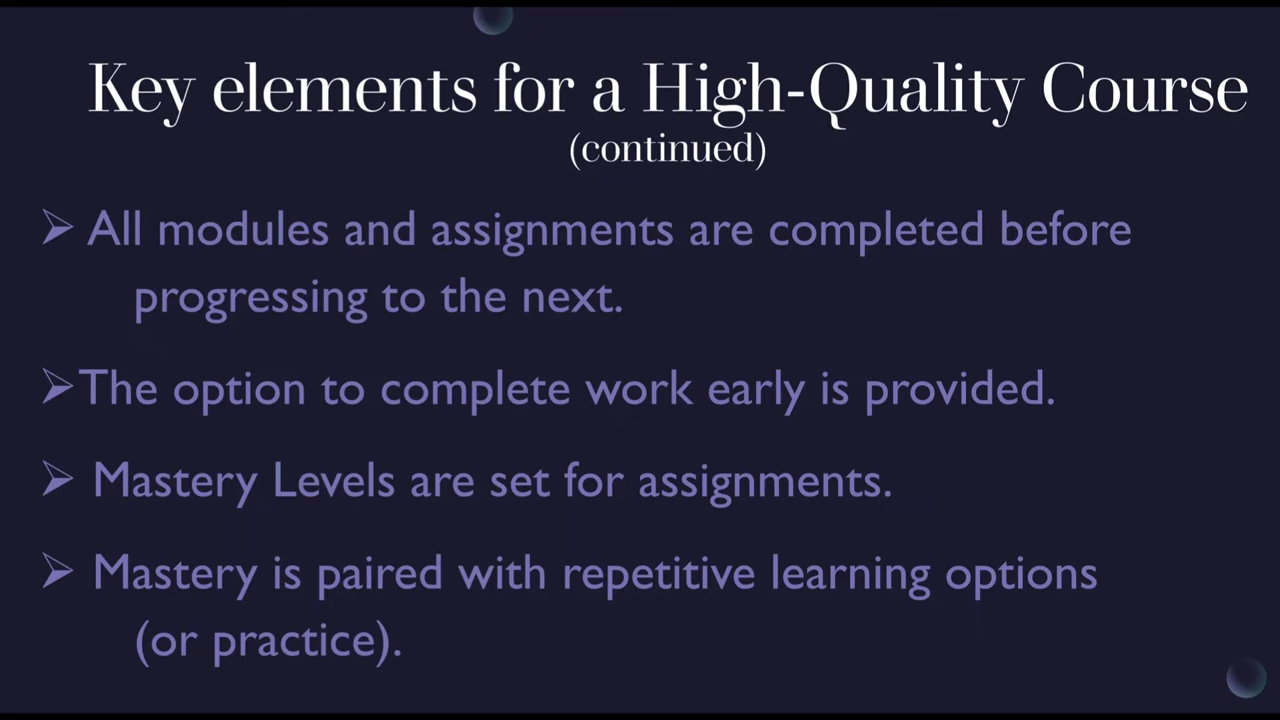 Key elements for a High-Quality Course
(continued)
➢ All modules and assignments are completed before
progressing to the next.
➢The option to complete work early is provided.
➢ Mastery Levels are set for assignments.
➢ Mastery is paired with repetitive learning options
(or practice).